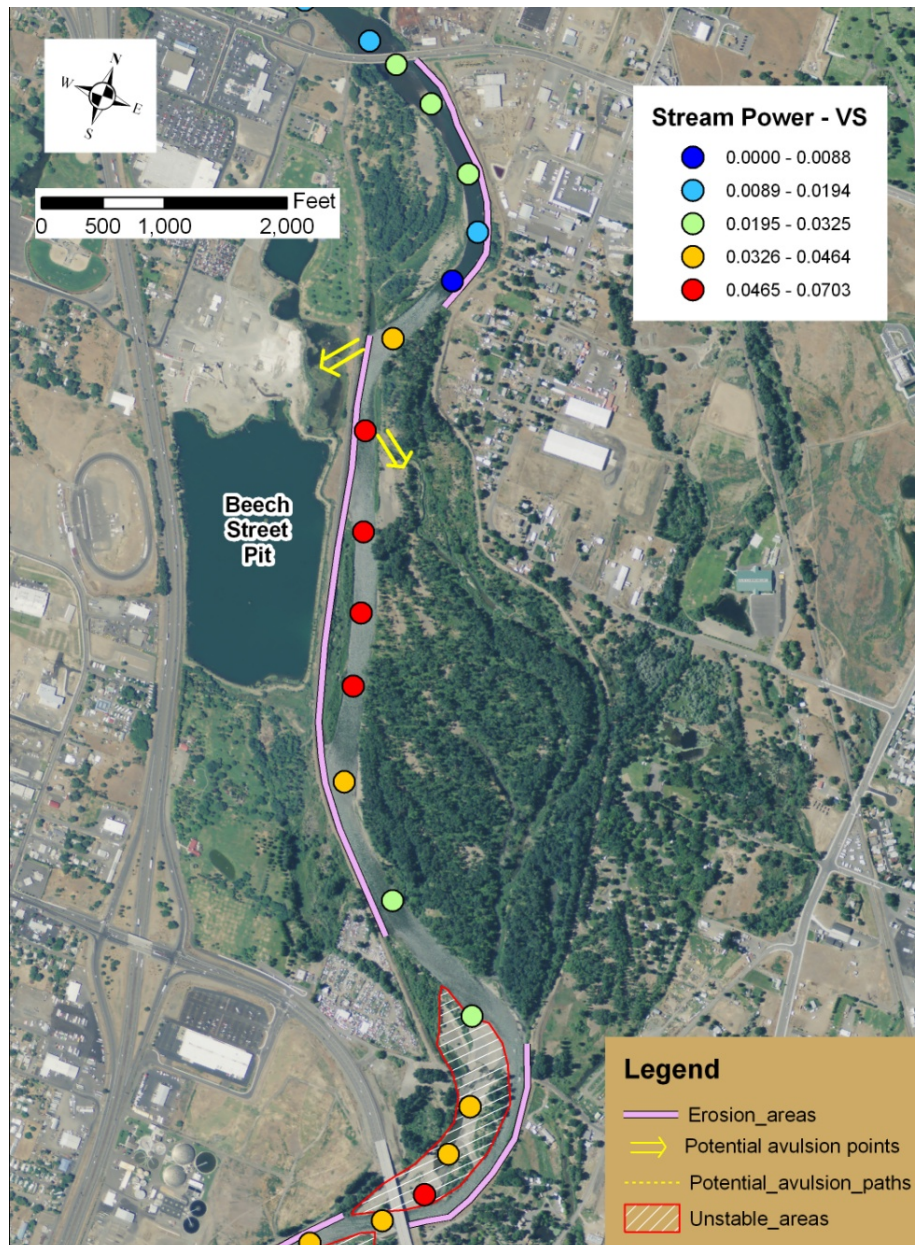 N
W
E
S
Feet
0 500 1,000 2,000
Stream Power - VS
0.0000 - 0.0088
0.0089 - 0.0194
0.0195 - 0.0325
0.0326 - 0.0464
0.0465 - 0.0703
Beech
Street
Pit
Legend
Erosion_areas
Potential avulsion points
Potential_avulsion_paths
Unstable_areas